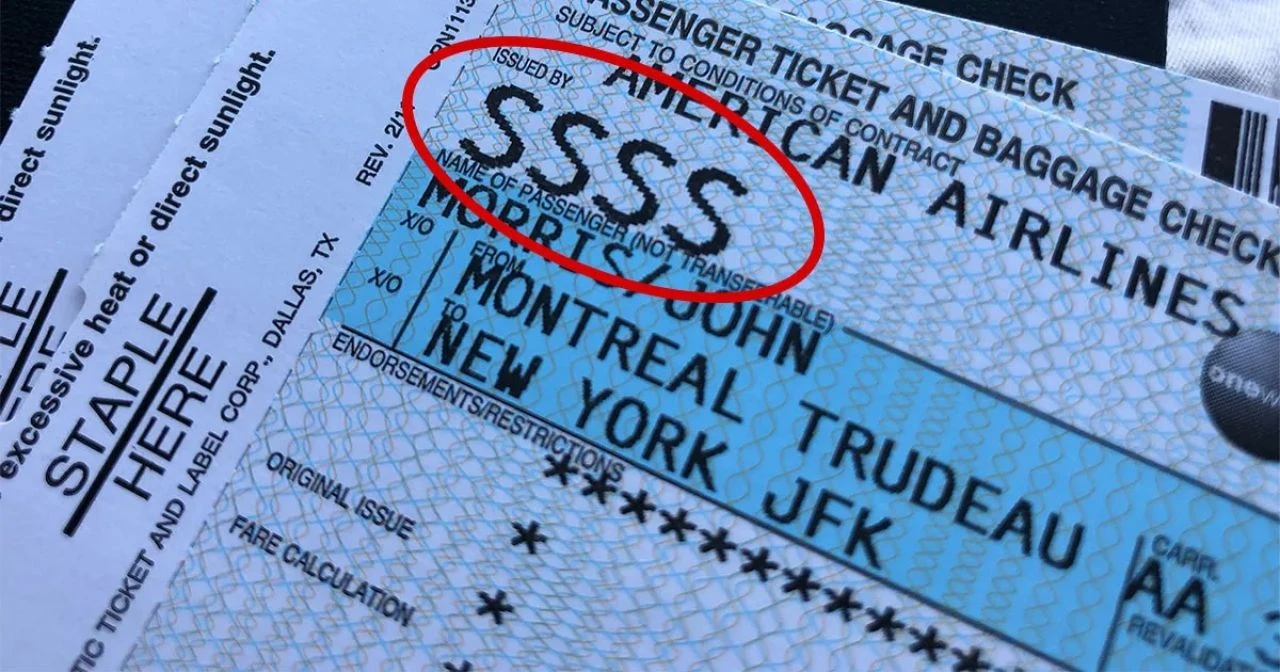 direct sunlight.
excessive heat or direct sunlight.
STAPLE
HERE
REV. 2/1
TIC TICKET AND LABEL CORP., DALLAS, TX
BAGGAGE CHECK
PASSENGER TICKET AND BAGGAGE CHECK
SUBJECT TO CONDITIONS OF CONTRACT
ISSUED BY
AMERICAN AIRLINES
SSSS
NAME OF PASSENGER (NOT TRANSFERABLE)
MORRIS/JOHN
X/O FROM
MONTREAL TRUDEAU
X/O TO
NEW YORK JFK
CARR.
AA
ENDORSEMENTS/RESTRICTIONS
*************
ORIGINAL ISSUE *
FARE CALCULATION *
onew